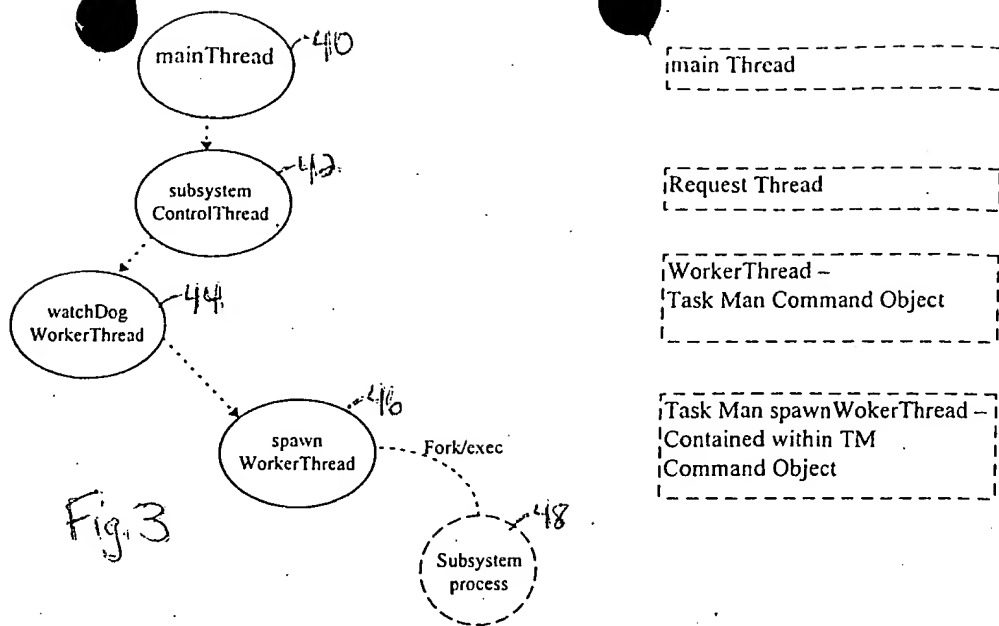 mainThread
40
main Thread
subsystem
ControlThread
42
Request Thread
watchDog
WorkerThread
44
WorkerThread –
Task Man Command Object
spawn
WorkerThread
46
Fork/exec
Task Man spawnWokerThread –
Contained within TM
Command Object
Fig. 3
Subsystem
process
48